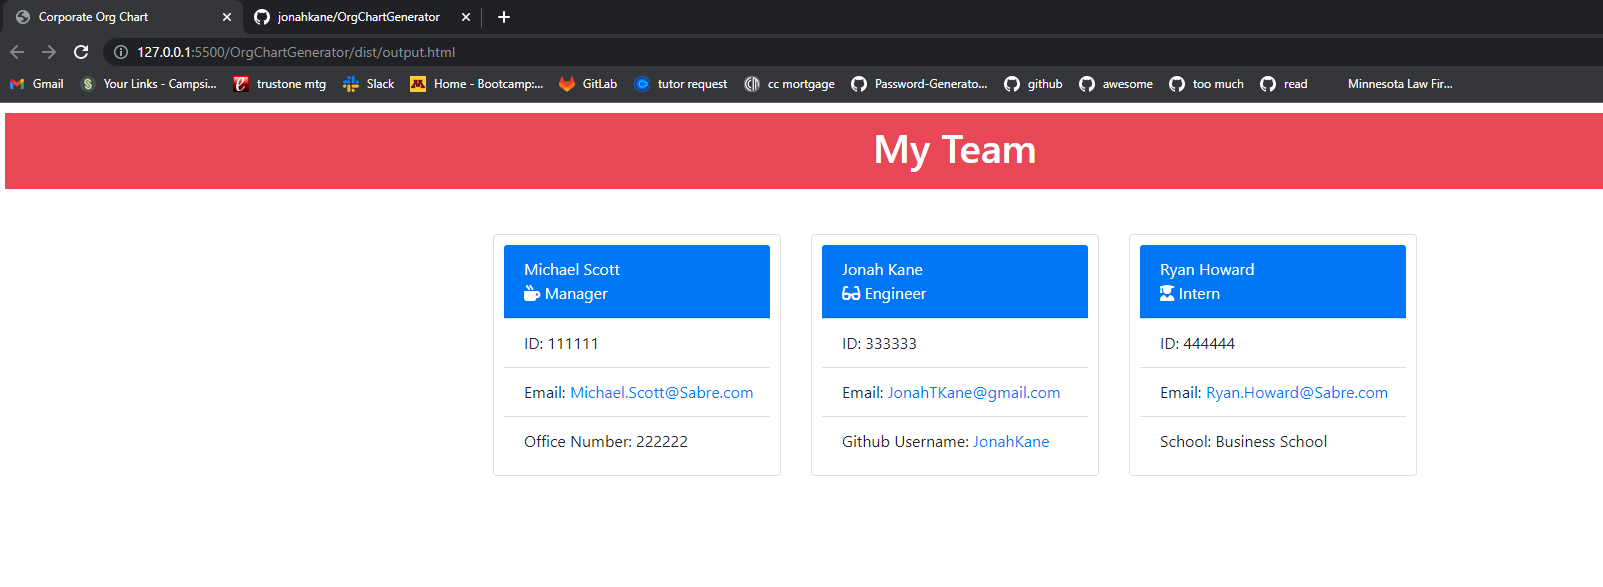 Corporate Org Chart
jonahkane/OrgChartGenerator
127.0.0.1:5500/OrgChartGenerator/dist/output.html
Gmail
Your Links - Campsi...
trustone mtg
Slack
Home - Bootcamp:...
GitLab
tutor request
cc mortgage
Password-Generato...
github
awesome
too much
read
Minnesota Law Fir...
My Team
Michael Scott
Manager
ID: 111111
Email: Michael.Scott@Sabre.com
Office Number: 222222
Jonah Kane
Engineer
ID: 333333
Email: JonahTKane@gmail.com
Github Username: JonahKane
Ryan Howard
Intern
ID: 444444
Email: Ryan.Howard@Sabre.com
School: Business School